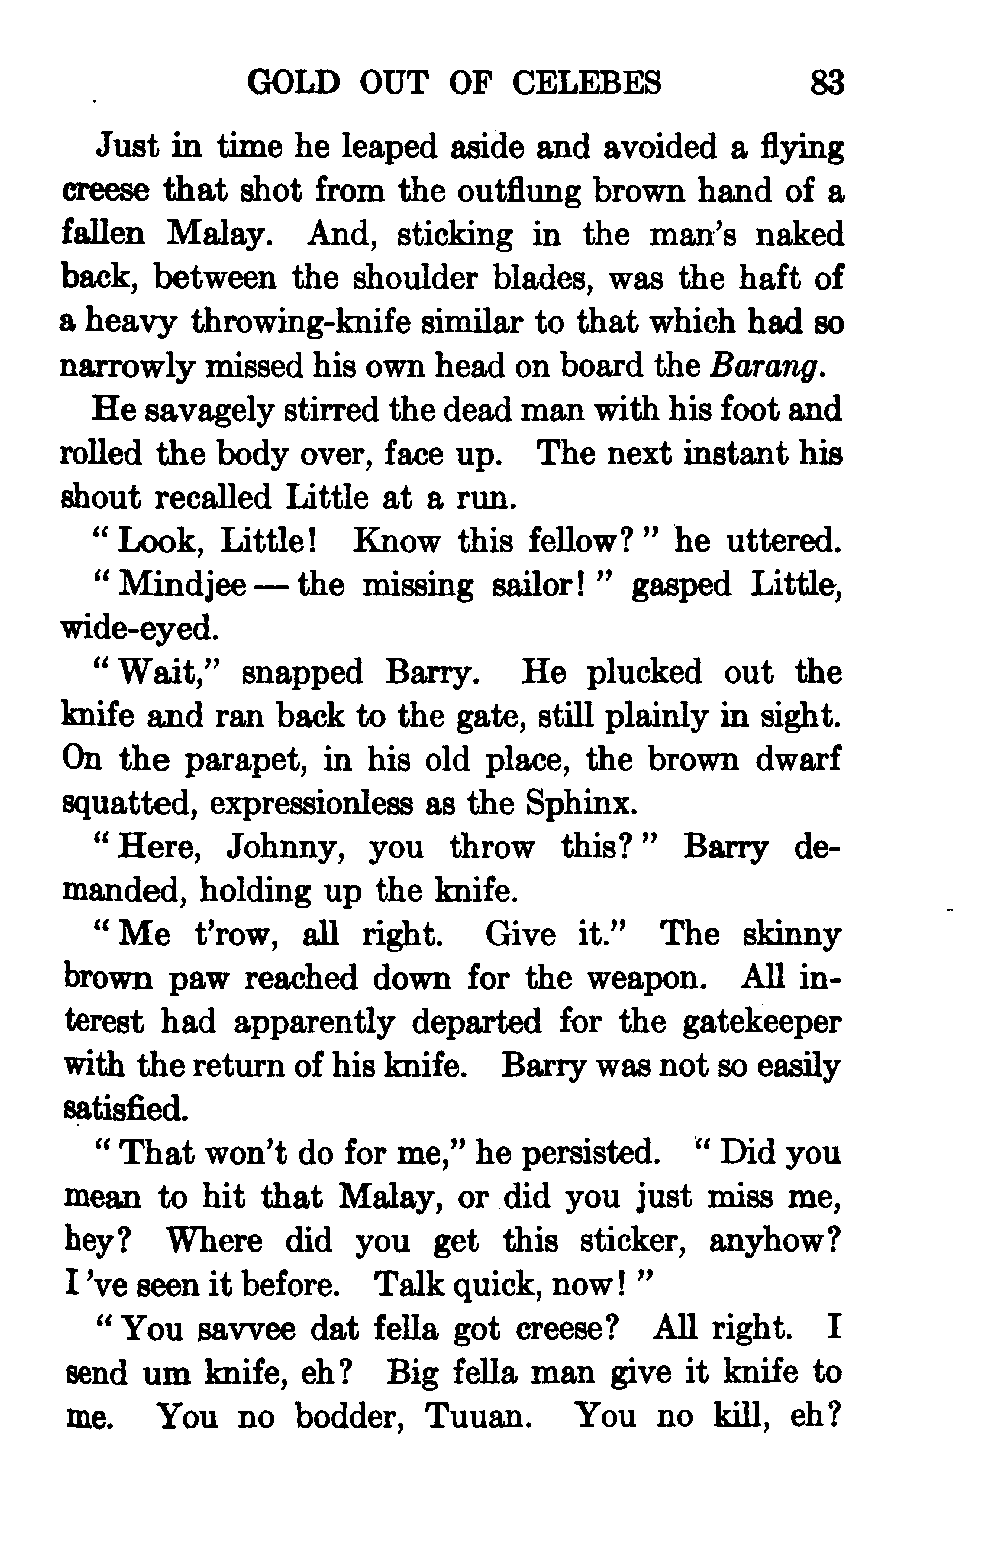 GOLD OUT OF CELEBES 83
Just in time he leaped aside and avoided a flying
creese that shot from the outflung brown hand of a
fallen Malay. And, sticking in the man's naked
back, between the shoulder blades, was the haft of
a heavy throwing-knife similar to that which had so
narrowly missed his own head on board the Barang.
He savagely stirred the dead man with his foot and
rolled the body over, face up. The next instant his
shout recalled Little at a run.
" Look, Little! Know this fellow? " he uttered.
" Mindjee — the missing sailor! " gasped Little,
wide-eyed.
" Wait," snapped Barry. He plucked out the
knife and ran back to the gate, still plainly in sight.
On the parapet, in his old place, the brown dwarf
squatted, expressionless as the Sphinx.
" Here, Johnny, you throw this? " Barry de-
manded, holding up the knife.
" Me t'row, all right. Give it." The skinny
brown paw reached down for the weapon. All in-
terest had apparently departed for the gatekeeper
with the return of his knife. Barry was not so easily
satisfied.
" That won't do for me," he persisted. " Did you
mean to hit that Malay, or did you just miss me,
hey? Where did you get this sticker, anyhow?
I 've seen it before. Talk quick, now! "
" You savvee dat fella got creese? All right. I
send um knife, eh? Big fella man give it knife to
me. You no bodder, Tuuan. You no kill, eh?